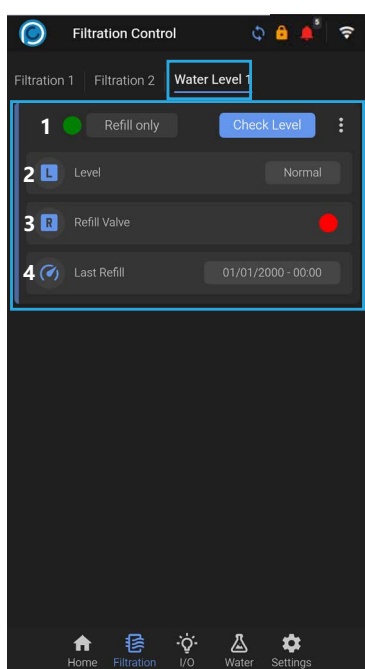 Filtration Control
5
Filtration 1 Filtration 2 Water Level 1
1 Refill only Check Level
2 L Level Normal
3 R Refill Valve
4 Last Refill 01/01/2000 - 00:00
Home Filtration I/O Water Settings